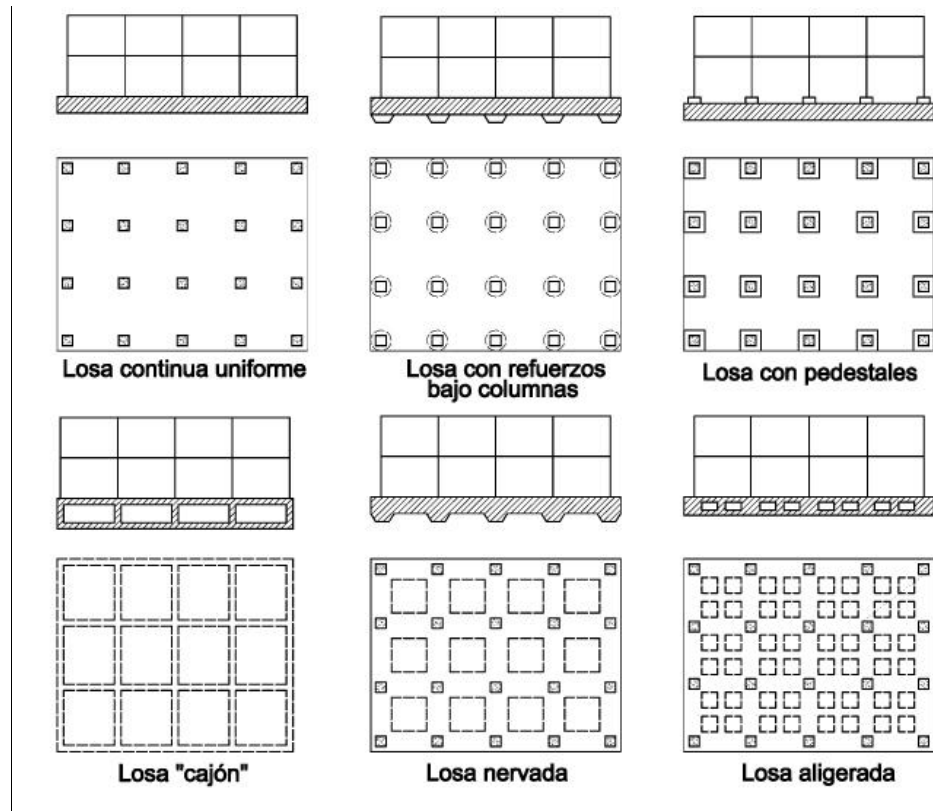 Losa continua uniforme
Losa con refuerzos
bajo columnas
Losa con pedestales
Losa "cajón"
Losa nervada
Losa aligerada